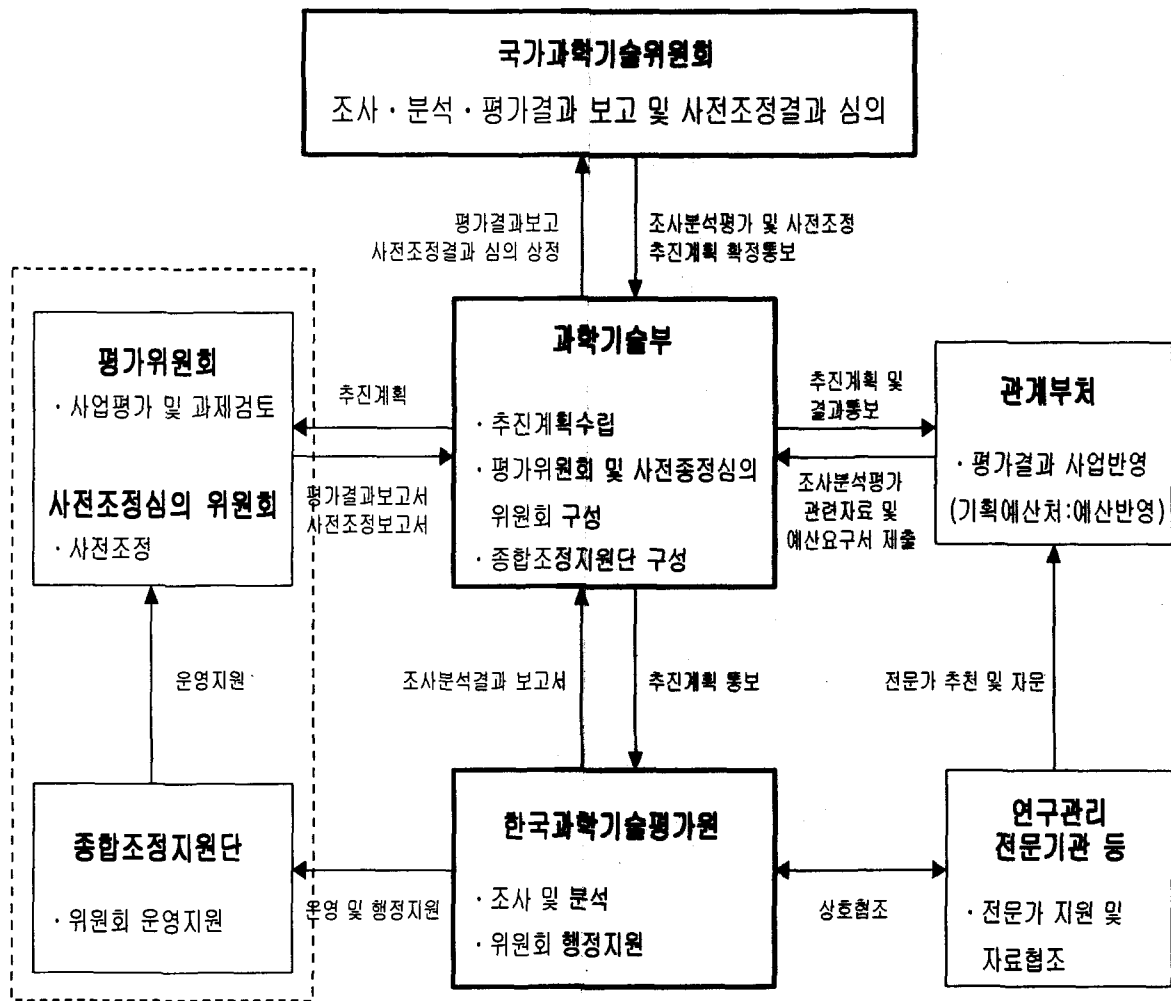 국가과학기술위원회
조사·분석·평가결과 보고 및 사전조정결과 심의
평가결과보고
사전조정결과 심의 상정
조사분석평가 및 사전조정
추진계획 확정통보
평가위원회
· 사업평가 및 과제검토
사전조정심의 위원회
· 사전조정
추진계획
평가결과보고서
사전조정보고서
과학기술부
· 추진계획수립
· 평가위원회 및 사전종정심의
위원회 구성
· 종합조정지원단 구성
추진계획 및
결과통보
조사분석평가
관련자료 및
예산요구서 제출
관계부처
· 평가결과 사업반영
(기획예산처:예산반영)
운영지원
조사분석결과 보고서
추진계획 통보
전문가 추천 및 자문
종합조정지원단
· 위원회 운영지원
운영 및 행정지원
한국과학기술평가원
· 조사 및 분석
· 위원회 행정지원
상호협조
연구관리
전문기관 등
· 전문가 지원 및
자료협조